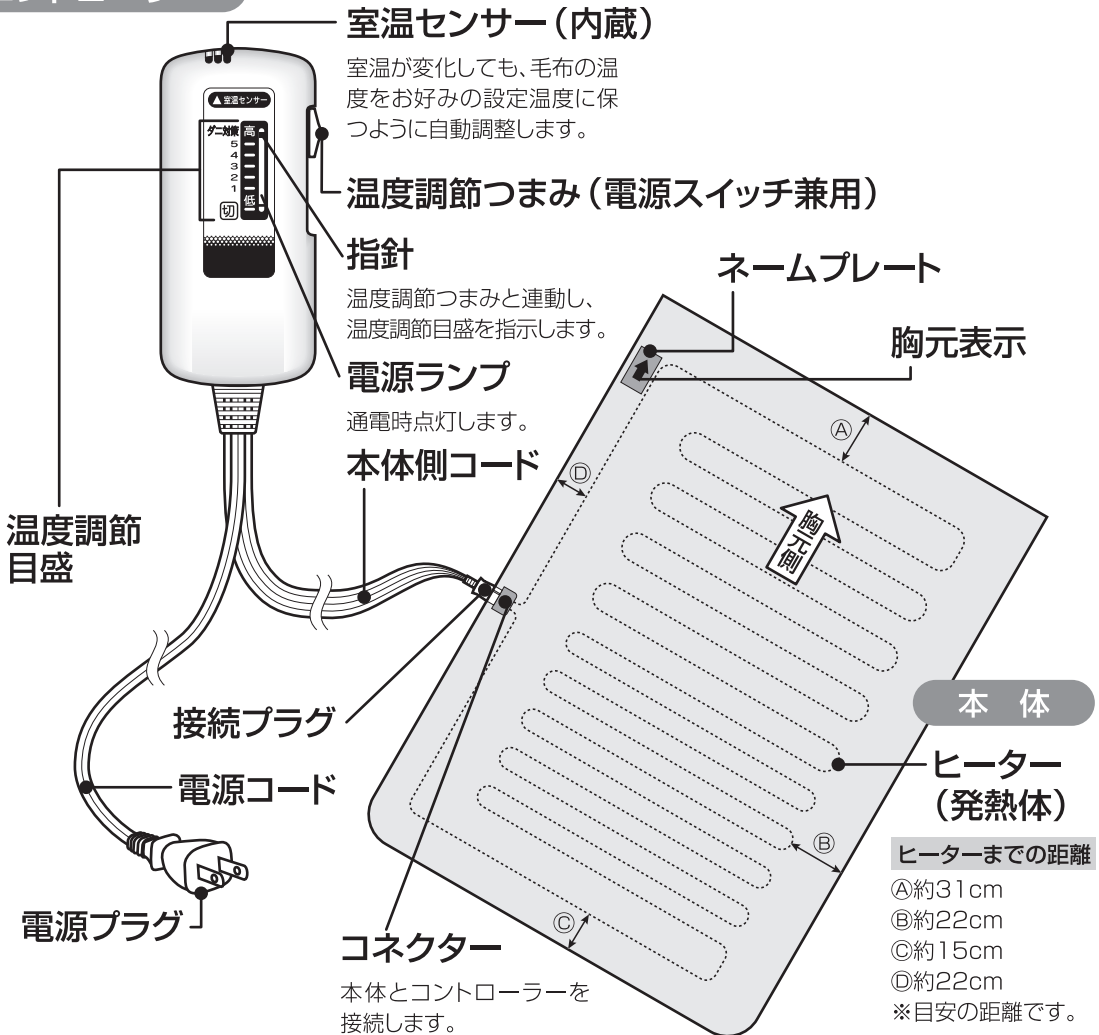 室温センサー(内蔵)
室温が変化しても、毛布の温
度をお好みの設定温度に保
つように自動調整します。
▲室温センサー
ダニ対策 高
5
4
3
2
1
切 低
温度調節つまみ(電源スイッチ兼用)
指針
温度調節つまみと連動し、
温度調節目盛を指示します。
電源ランプ
通電時点灯します。
本体側コード
温度調節
目盛
接続プラグ
電源コード
電源プラグ
コネクター
本体とコントローラーを
接続します。
ネームプレート
胸元表示
Ⓐ
Ⓓ
胸元側
Ⓑ
Ⓒ
本 体
ヒーター
(発熱体)
ヒーターまでの距離
Ⓐ約31cm
Ⓑ約22cm
Ⓒ約15cm
Ⓓ約22cm
※目安の距離です。